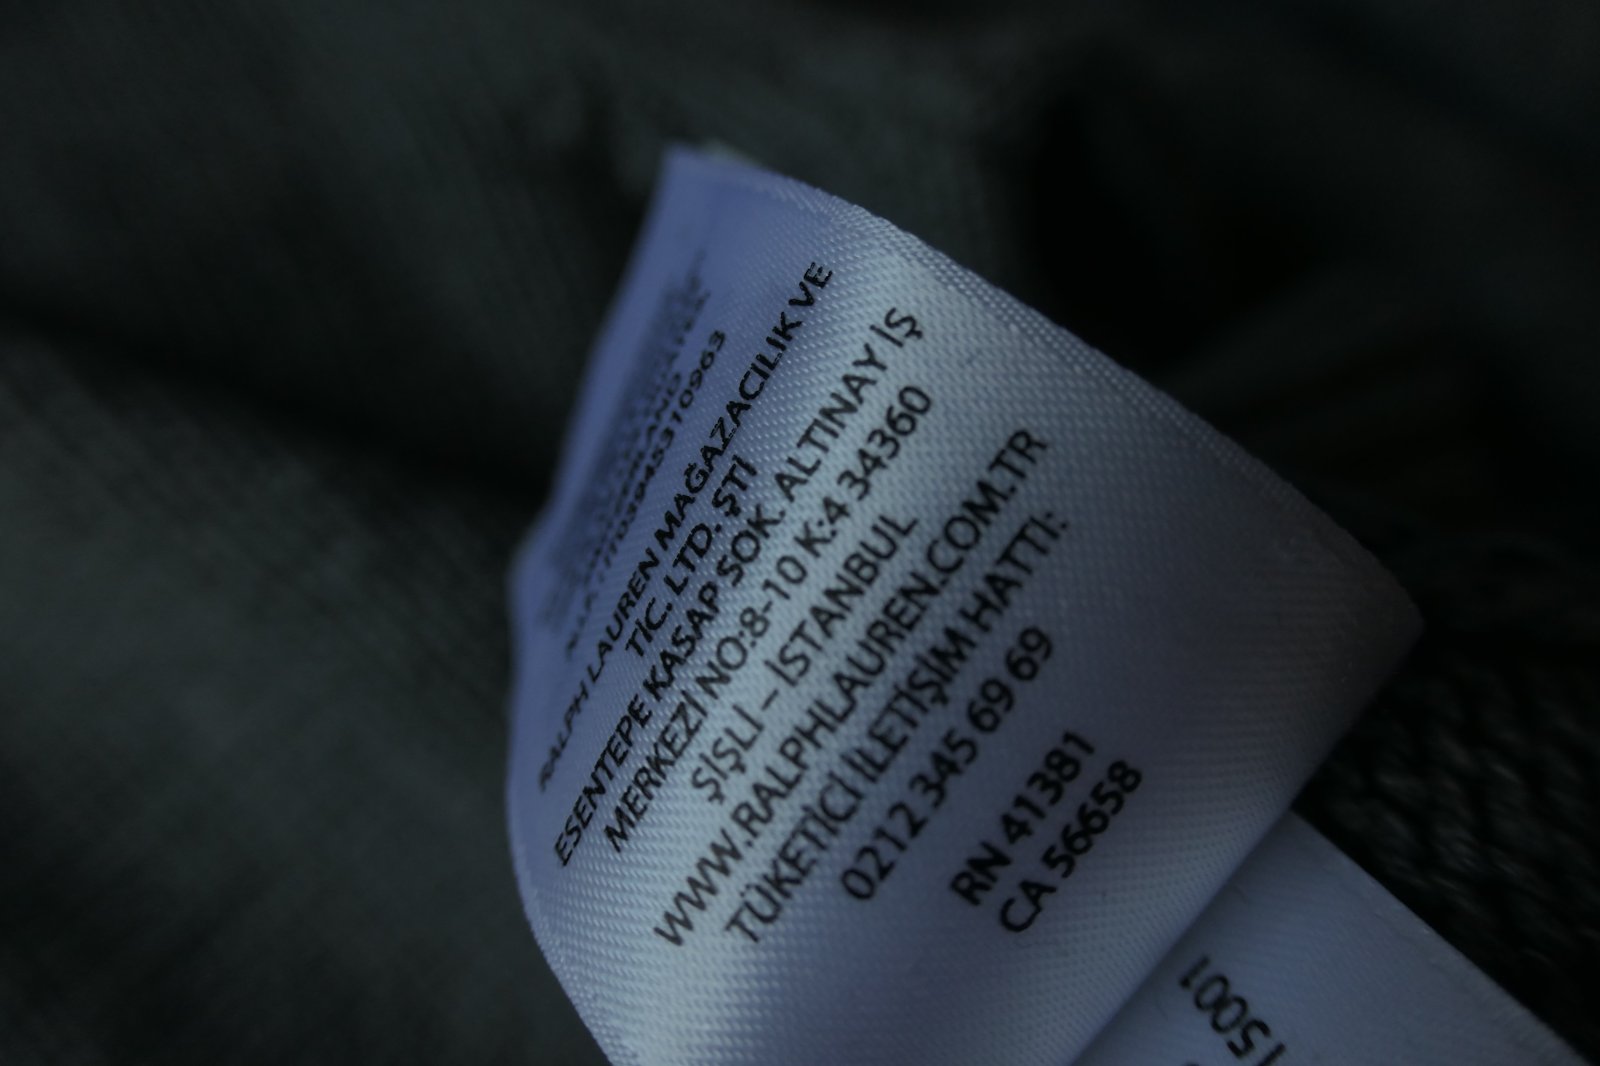 RALPH LAUREN MAĞAZACILIK VE
TİC. LTD. ŞTİ
ESENTEPE KASAP SOK. ALTINAY İŞ
MERKEZİ NO:8-10 K:4 34360
ŞİŞLİ – İSTANBUL
WWW.RALPHLAUREN.COM.TR
TÜKETİCİ İLETİŞİM HATTI:
0212 345 69 69
RN 41381
CA 56658